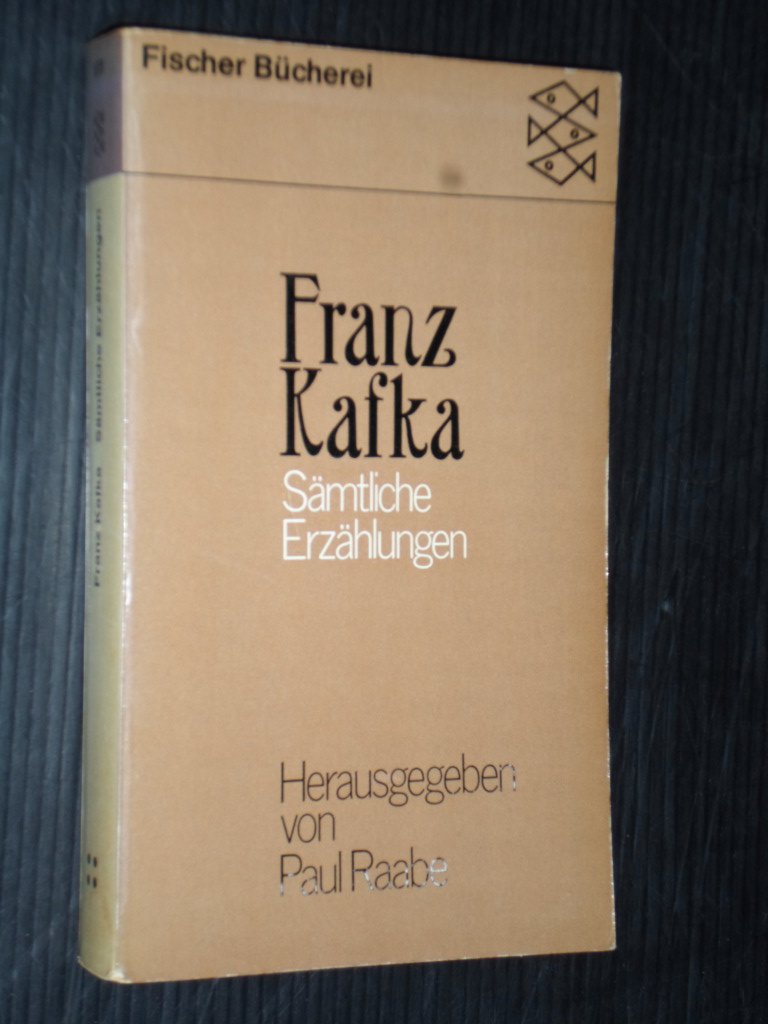 Fischer Bücherei
Franz
Kafka
Sämtliche
Erzählungen
Herausgegeben
von
Paul Raabe
Franz Kafka Sämtliche Erzählungen